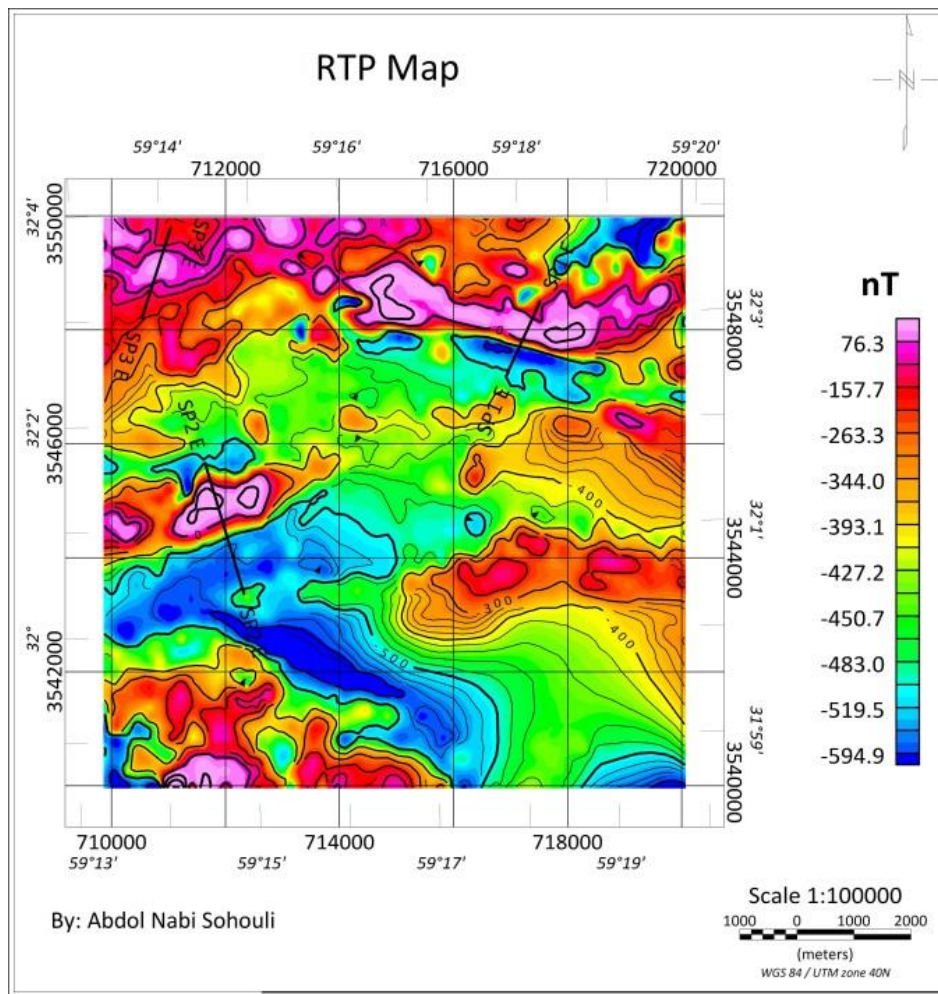 RTP Map
N
59°14' 59°16' 59°18' 59°20'
712000 716000 720000
32°4' 3550000
nT
32°3' 3548000
76.3
-157.7
-263.3
-344.0
-393.1
-427.2
-450.7
-483.0
-519.5
-594.9
SP3 E
SP3 B
SP1 B
SP2 E
32°2' 3546000
-400
32°1' 3544000
-300
-400
-500
32° 3542000
31°59' 3540000
710000 714000 718000
59°13' 59°15' 59°17' 59°19'
By: Abdol Nabi Sohouli
Scale 1:100000
1000 0 1000 2000
(meters)
WGS 84 / UTM zone 40N